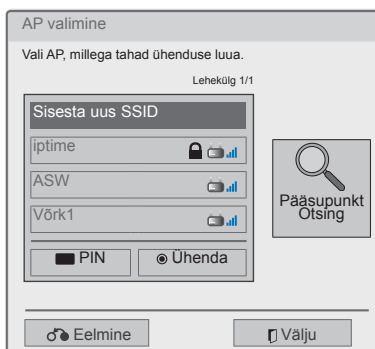 AP valimine
Vali AP, millega tahad ühenduse luua.
Lehekülg 1/1
Sisesta uus SSID
iptime
ASW
Võrk1
PIN
Ühenda
Pääsupunkt
Otsing
Eelmine
Välju